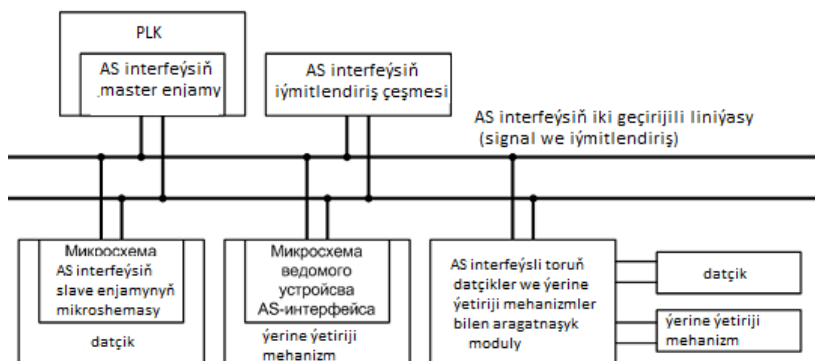 PLK
AS interfeýsiň
master enjamy
AS interfeýsiň
iýmitlendiriş çeşmesi
AS interfeýsiň iki geçirijili liniýasy
(signal we iýmitlendiriş)
Микросхема
AS interfeýsiň
slave enjamynyň
mikroshemasy
datçik
Микросхема
ведомого
устройсва
AS-интерфейса
ýerine ýetiriji
mehanizm
AS interfeýsli toruň
datçikler we ýerine
ýetiriji mehanizmler
bilen aragatnaşyk
moduly
datçik
ýerine ýetiriji
mehanizm